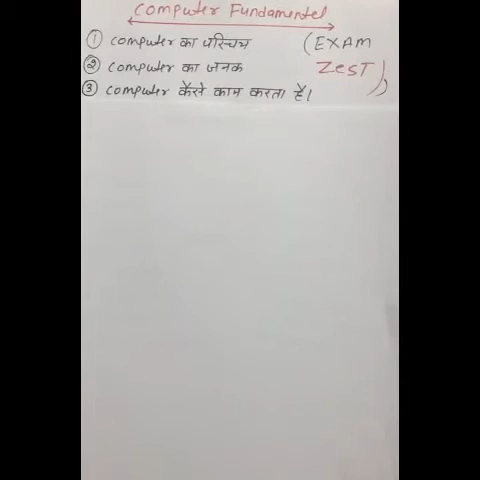 Computer Fundamentel
① Computer का परिचय (EXAM
② Computer का जनक ZEST)
③ Computer कैसे काम करता है।